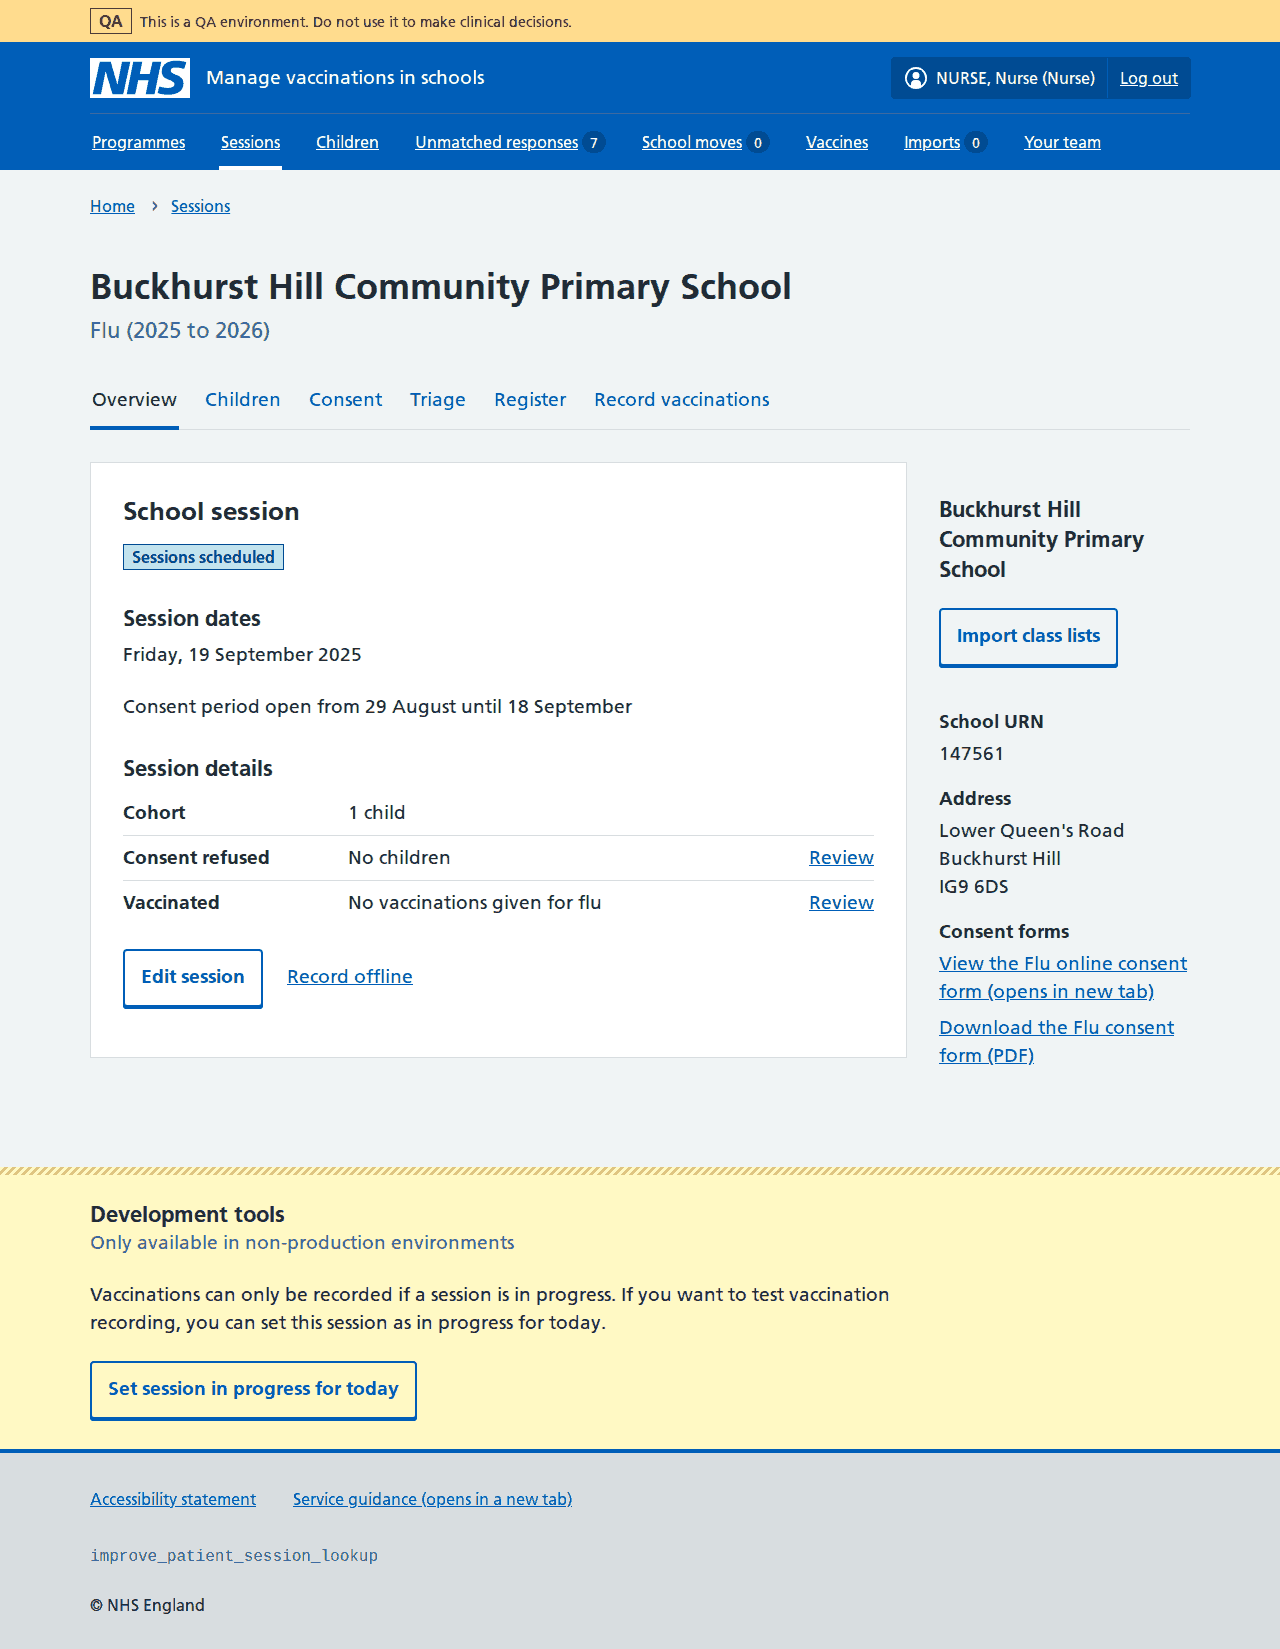 QA This is a QA environment. Do not use it to make clinical decisions.
NHS Manage vaccinations in schools NURSE, Nurse (Nurse) Log out
Programmes Sessions Children Unmatched responses 7 School moves 0 Vaccines Imports 0 Your team
Home › Sessions
Buckhurst Hill Community Primary School
Flu (2025 to 2026)
Overview Children Consent Triage Register Record vaccinations
School session
Sessions scheduled
Session dates
Friday, 19 September 2025
Consent period open from 29 August until 18 September
Session details
Cohort 1 child
Consent refused No children Review
Vaccinated No vaccinations given for flu Review
Edit session Record offline
Buckhurst Hill
Community Primary
School
Import class lists
School URN
147561
Address
Lower Queen's Road
Buckhurst Hill
IG9 6DS
Consent forms
View the Flu online consent
form (opens in new tab)
Download the Flu consent
form (PDF)
Development tools
Only available in non-production environments
Vaccinations can only be recorded if a session is in progress. If you want to test vaccination
recording, you can set this session as in progress for today.
Set session in progress for today
Accessibility statement Service guidance (opens in a new tab)
improve_patient_session_lookup
© NHS England